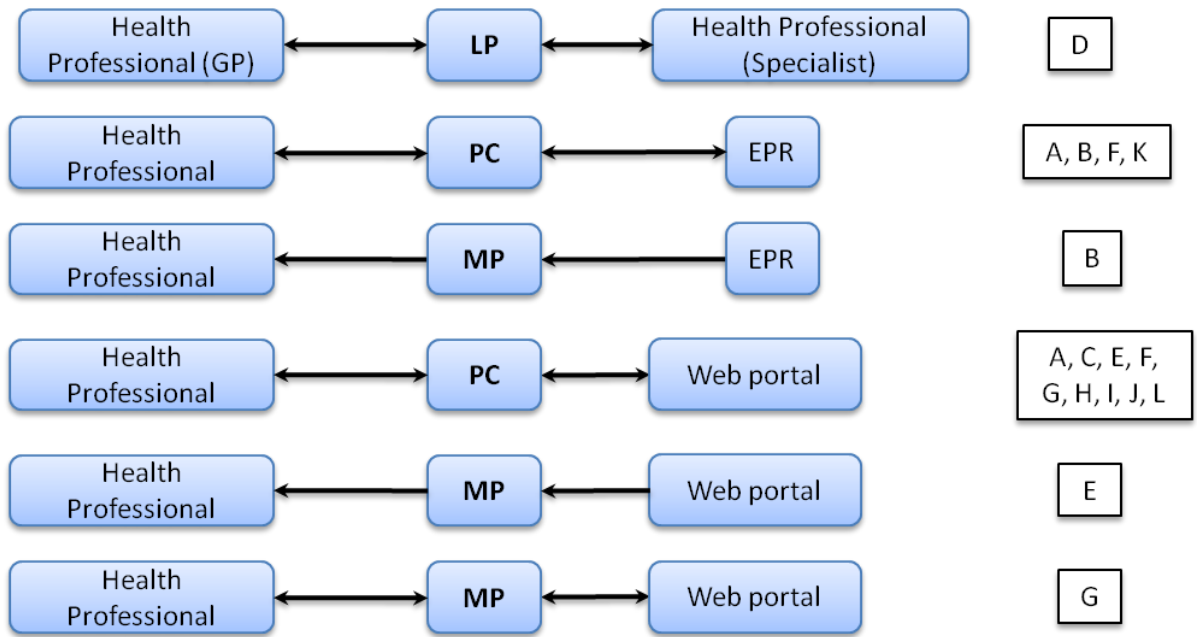 Health
Professional (GP)
LP
Health Professional
(Specialist)
D
Health
Professional
PC
EPR
A, B, F, K
Health
Professional
MP
EPR
B
Health
Professional
PC
Web portal
A, C, E, F,
G, H, I, J, L
Health
Professional
MP
Web portal
E
Health
Professional
MP
Web portal
G